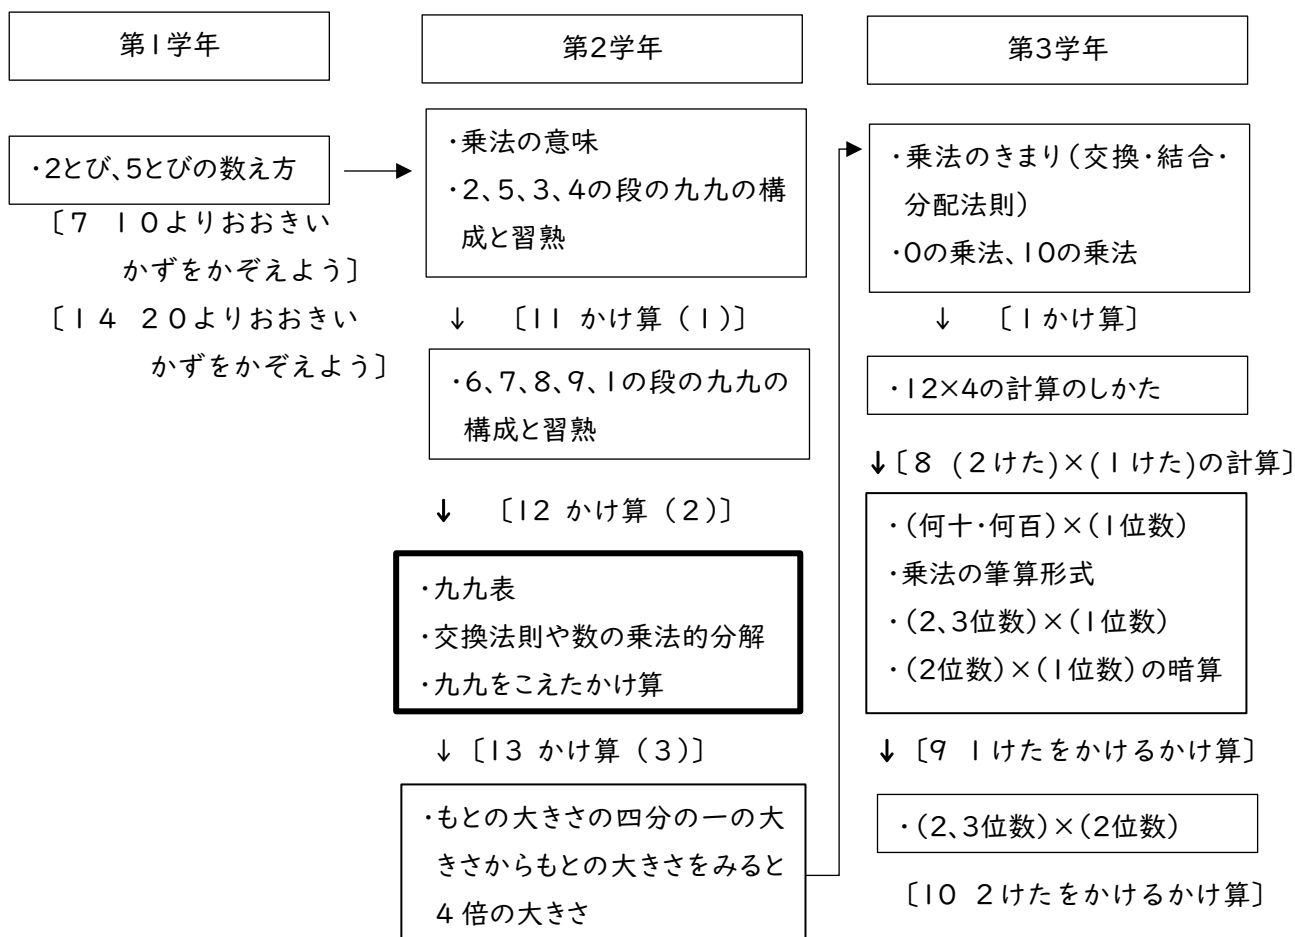 第1学年
・2とび、5とびの数え方
〔7 10よりおおきい
かずをかぞえよう〕
〔14 20よりおおきい
かずをかぞえよう〕
第2学年
・乗法の意味
・2、5、3、4の段の九九の構
成と習熟
↓ 〔11 かけ算(1)〕
・6、7、8、9、1の段の九九の
構成と習熟
↓ 〔12 かけ算(2)〕
・九九表
・交換法則や数の乗法的分解
・九九をこえたかけ算
↓〔13 かけ算(3)〕
・もとの大きさの四分の一の大
きさからもとの大きさをみると
4倍の大きさ
第3学年
・乗法のきまり(交換・結合・
分配法則)
・0の乗法、10の乗法
↓ 〔1かけ算〕
・12×4の計算のしかた
↓〔8 (2けた)×(1けた)の計算〕
・(何十・何百)×(1位数)
・乗法の筆算形式
・(2、3位数)×(1位数)
・(2位数)×(1位数)の暗算
↓〔9 1けたをかけるかけ算〕
・(2、3位数)×(2位数)
〔10 2けたをかけるかけ算〕